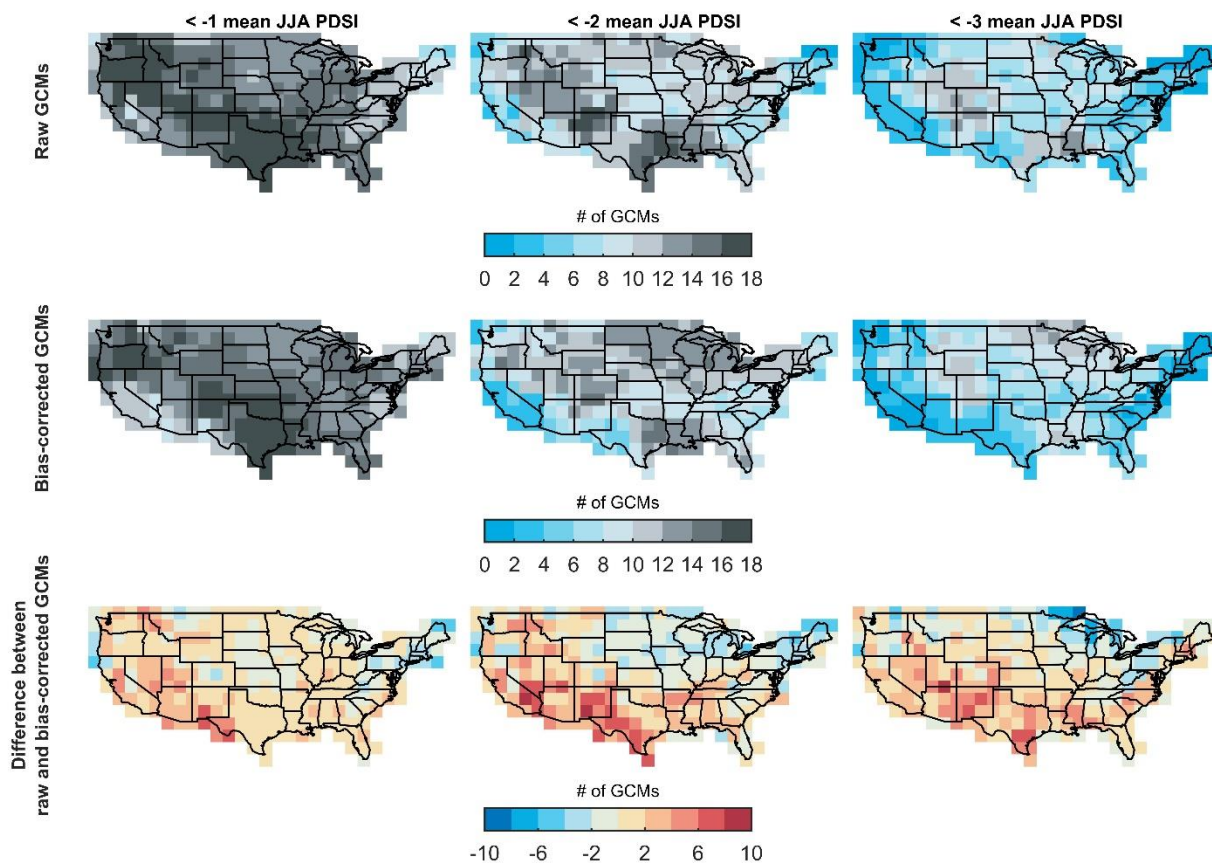 < -1 mean JJA PDSI
< -2 mean JJA PDSI
< -3 mean JJA PDSI
Raw GCMs
# of GCMs
0 2 4 6 8 10 12 14 16 18
Bias-corrected GCMs
# of GCMs
0 2 4 6 8 10 12 14 16 18
Difference between
raw and bias-corrected GCMs
# of GCMs
-10 -6 -2 2 6 10